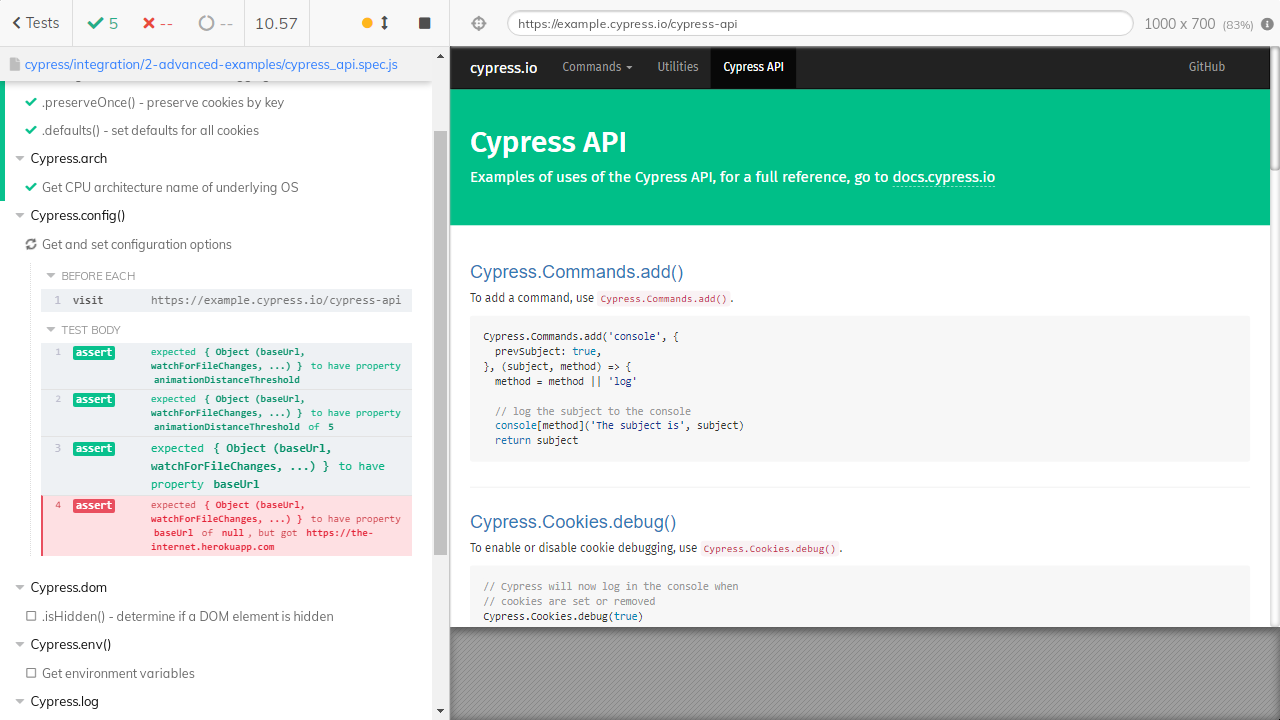 Tests
5
--
--
10.57
https://example.cypress.io/cypress-api
1000 x 700 (83%)
cypress/integration/2-advanced-examples/cypress_api.spec.js
.preserveOnce() - preserve cookies by key
.defaults() - set defaults for all cookies
Cypress.arch
Get CPU architecture name of underlying OS
Cypress.config()
Get and set configuration options
BEFORE EACH
1 visit https://example.cypress.io/cypress-api
TEST BODY
1 assert expected { Object (baseUrl,
watchForFileChanges, ...) } to have property
animationDistanceThreshold
2 assert expected { Object (baseUrl,
watchForFileChanges, ...) } to have property
animationDistanceThreshold of 5
3 assert expected { Object (baseUrl,
watchForFileChanges, ...) } to have
property baseUrl
4 assert expected { Object (baseUrl,
watchForFileChanges, ...) } to have property
baseUrl of null, but got https://the-
internet.herokuapp.com
Cypress.dom
.isHidden() - determine if a DOM element is hidden
Cypress.env()
Get environment variables
Cypress.log
cypress.io
Commands
Utilities
Cypress API
GitHub
Cypress API
Examples of uses of the Cypress API, for a full reference, go to docs.cypress.io
Cypress.Commands.add()
To add a command, use Cypress.Commands.add().
Cypress.Commands.add('console', {
prevSubject: true,
}, (subject, method) => {
method = method || 'log'
// log the subject to the console
console[method]('The subject is', subject)
return subject
Cypress.Cookies.debug()
To enable or disable cookie debugging, use Cypress.Cookies.debug().
// Cypress will now log in the console when
// cookies are set or removed
Cypress.Cookies.debug(true)